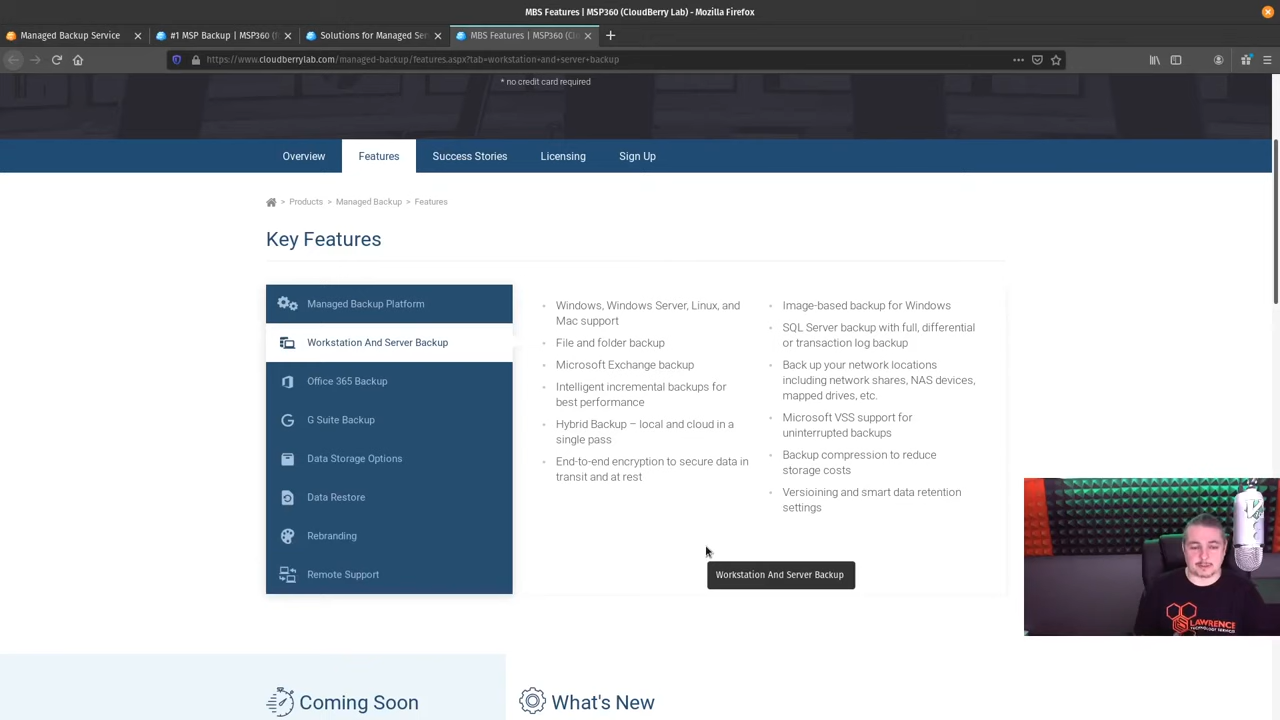 MBS Features | MSP360 (CloudBerry Lab) - Mozilla Firefox
Managed Backup Service
#1 MSP Backup | MSP360 (
Solutions for Managed Ser
MBS Features | MSP360 (Cl
https://www.cloudberrylab.com/managed-backup/features.aspx?tab=workstation+and+server+backup
* no credit card required
Overview
Features
Success Stories
Licensing
Sign Up
> Products > Managed Backup > Features
Key Features
Managed Backup Platform
Workstation And Server Backup
Office 365 Backup
G Suite Backup
Data Storage Options
Data Restore
Rebranding
Remote Support
Windows, Windows Server, Linux, and
Mac support
File and folder backup
Microsoft Exchange backup
Intelligent incremental backups for
best performance
Hybrid Backup – local and cloud in a
single pass
End-to-end encryption to secure data in
transit and at rest
Image-based backup for Windows
SQL Server backup with full, differential
or transaction log backup
Back up your network locations
including network shares, NAS devices,
mapped drives, etc.
Microsoft VSS support for
uninterrupted backups
Backup compression to reduce
storage costs
Versioining and smart data retention
settings
Workstation And Server Backup
LAWRENCE
TECHNOLOGY SERVICES
Coming Soon
What's New